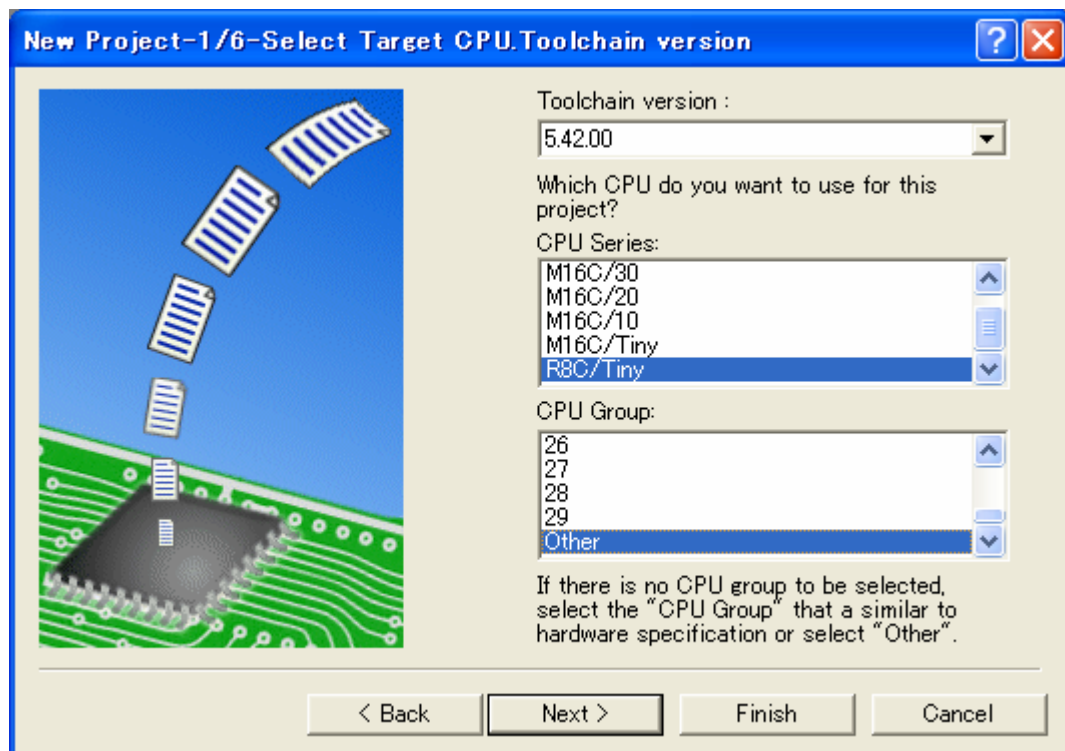 New Project-1/6-Select Target CPU.Toolchain version
Toolchain version :
5.42.00
Which CPU do you want to use for this
project?
CPU Series:
M16C/30
M16C/20
M16C/10
M16C/Tiny
R8C/Tiny
CPU Group:
26
27
28
29
Other
If there is no CPU group to be selected,
select the "CPU Group" that a similar to
hardware specification or select "Other".
< Back
Next >
Finish
Cancel